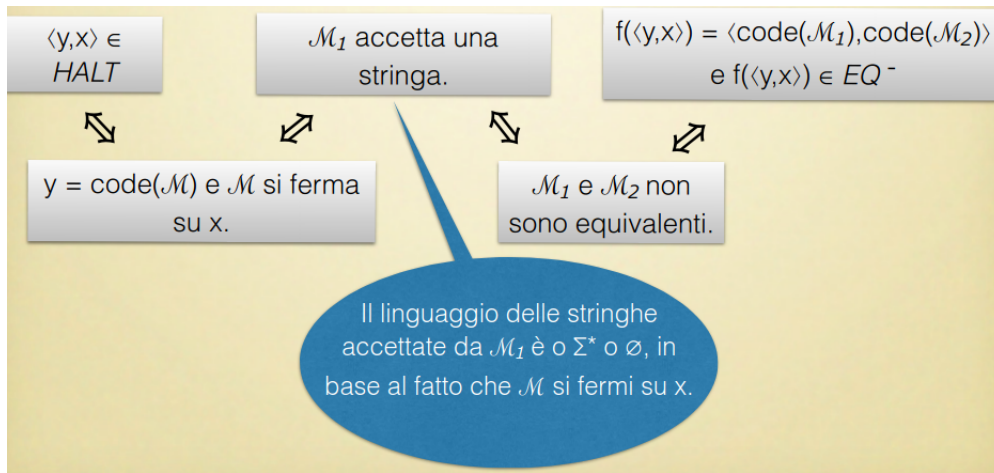 ⟨y,x⟩ ∈
HALT
ℳ₁ accetta una
stringa.
f(⟨y,x⟩) = ⟨code(ℳ₁),code(ℳ₂)⟩
e f(⟨y,x⟩) ∈ EQ⁻
⇔
⇔
⇔
⇔
y = code(ℳ) e ℳ si ferma
su x.
ℳ₁ e ℳ₂ non
sono equivalenti.
Il linguaggio delle stringhe
accettate da ℳ₁ è o Σ* o ∅, in
base al fatto che ℳ si fermi su x.